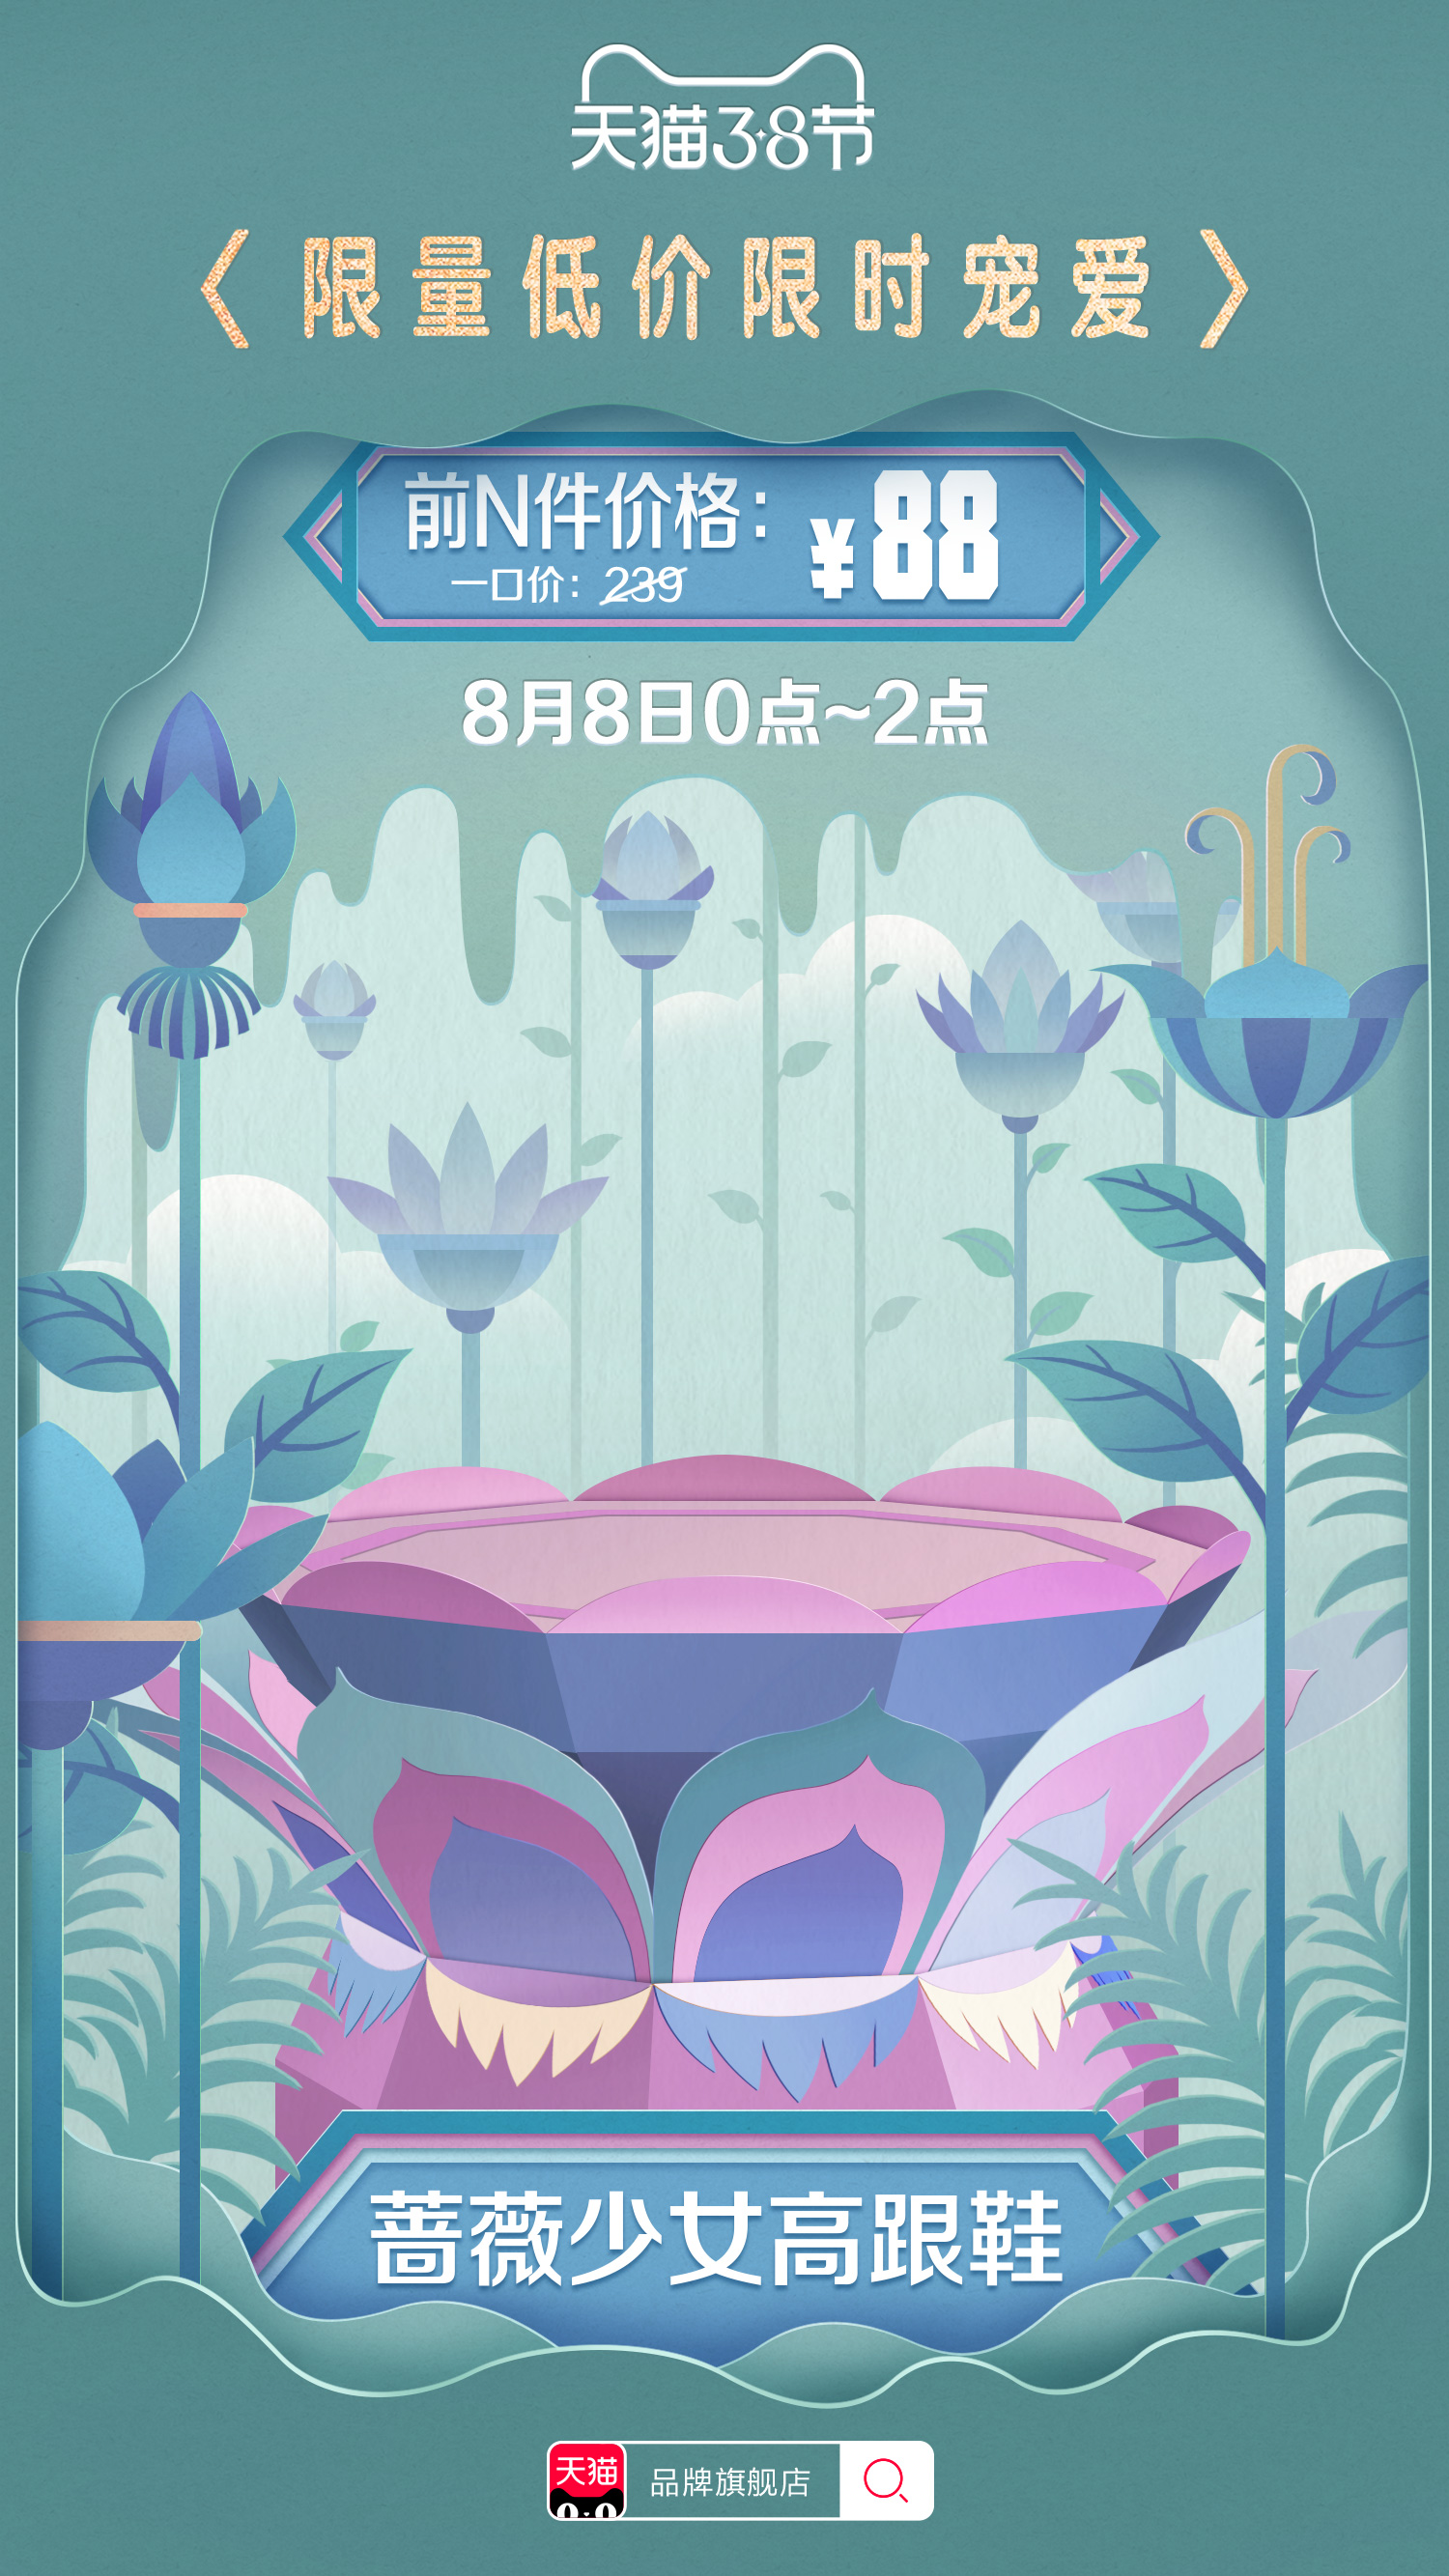 天猫3·8节
〈限量低价限时宠爱〉
前N件价格：¥88
一口价：239
8月8日0点~2点
蔷薇少女高跟鞋
天猫 品牌旗舰店